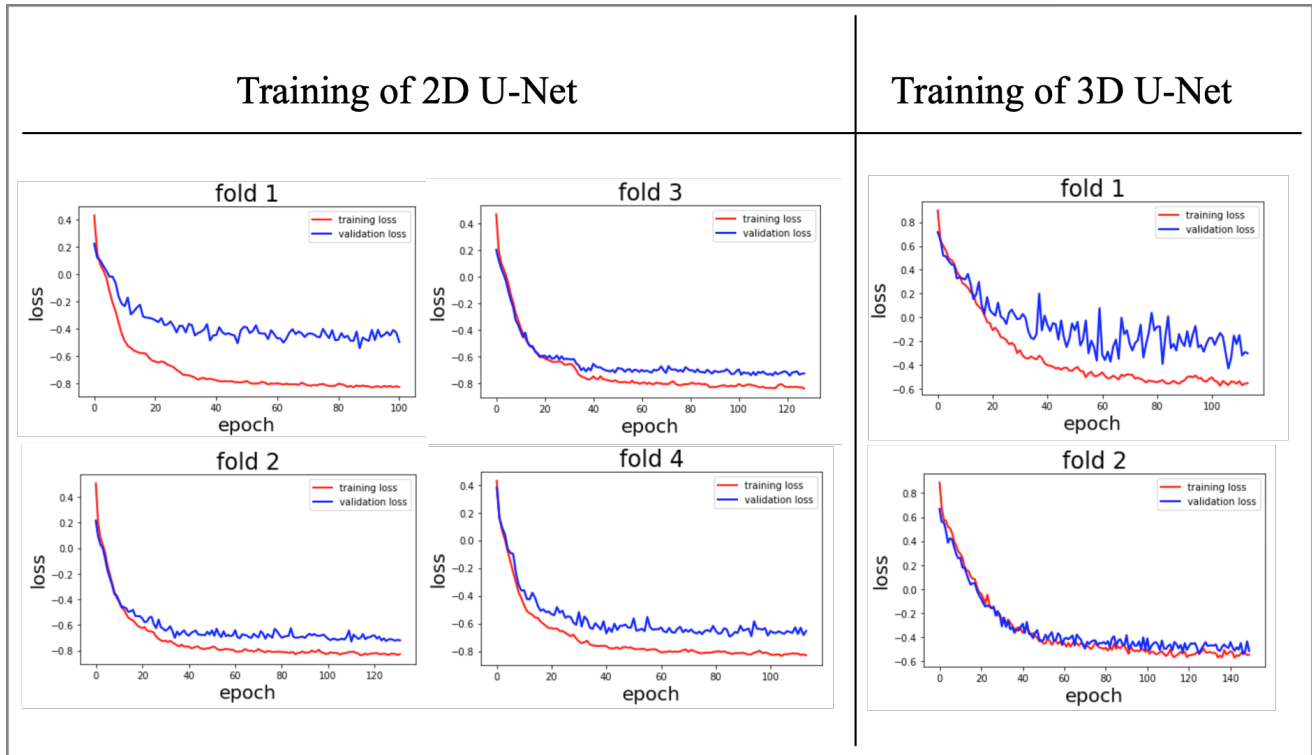 Training of 2D U-Net
Training of 3D U-Net
fold 1
training loss
validation loss
0.4
0.2
0.0
−0.2
−0.4
−0.6
−0.8
loss
0 20 40 60 80 100
epoch
fold 3
training loss
validation loss
0.4
0.2
0.0
−0.2
−0.4
−0.6
−0.8
loss
0 20 40 60 80 100 120
epoch
fold 1
training loss
validation loss
0.8
0.6
0.4
0.2
0.0
−0.2
−0.4
−0.6
loss
0 20 40 60 80 100
epoch
fold 2
training loss
validation loss
0.4
0.2
0.0
−0.2
−0.4
−0.6
−0.8
loss
0 20 40 60 80 100 120
epoch
fold 4
training loss
validation loss
0.4
0.2
0.0
−0.2
−0.4
−0.6
−0.8
loss
0 20 40 60 80 100
epoch
fold 2
training loss
validation loss
0.8
0.6
0.4
0.2
0.0
−0.2
−0.4
−0.6
loss
0 20 40 60 80 100 120 140
epoch